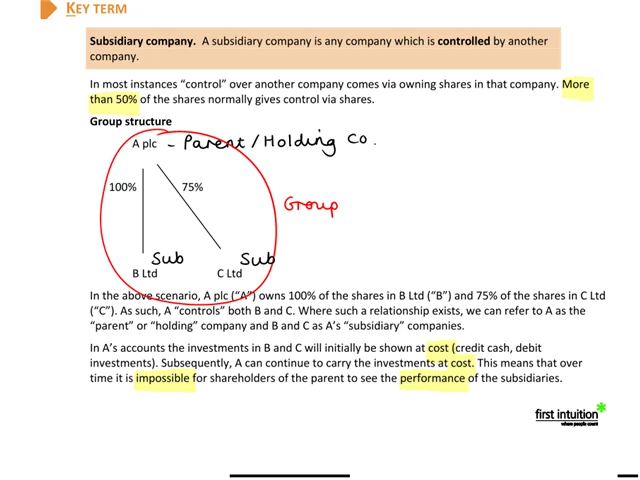 KEY TERM
Subsidiary company. A subsidiary company is any company which is controlled by another
company.
In most instances “control” over another company comes via owning shares in that company. More
than 50% of the shares normally gives control via shares.
Group structure
A plc - Parent/Holding Co.
100% 75%
Group
Sub Sub
B Ltd C Ltd
In the above scenario, A plc (“A”) owns 100% of the shares in B Ltd (“B”) and 75% of the shares in C Ltd
(“C”). As such, A “controls” both B and C. Where such a relationship exists, we can refer to A as the
“parent” or “holding” company and B and C as A’s “subsidiary” companies.
In A’s accounts the investments in B and C will initially be shown at cost (credit cash, debit
investments). Subsequently, A can continue to carry the investments at cost. This means that over
time it is impossible for shareholders of the parent to see the performance of the subsidiaries.
first intuition
where people count